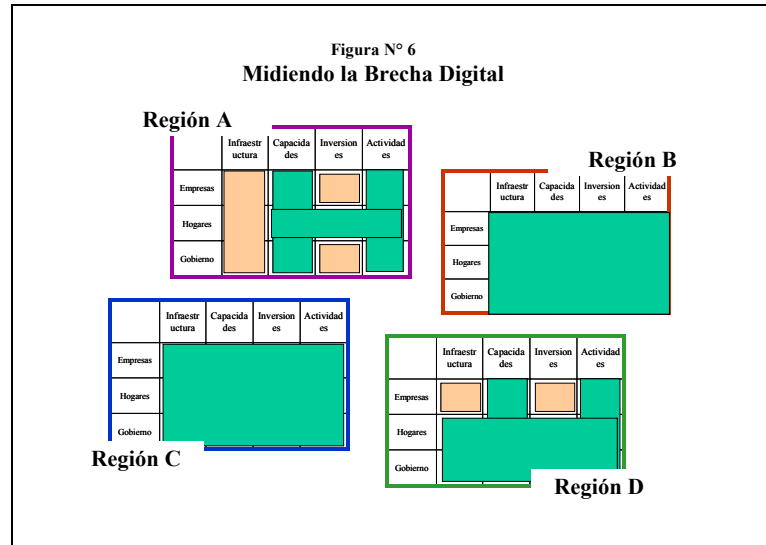 Figura N° 6
Midiendo la Brecha Digital
Región A
Infraestr
uctura
Capacida
des
Inversion
es
Actividad
es
Empresas
Hogares
Gobierno
Región B
Infraestr
uctura
Capacida
des
Inversion
es
Actividad
es
Empresas
Hogares
Gobierno
Infraestr
uctura
Capacida
des
Inversion
es
Actividad
es
Empresas
Hogares
Gobierno
Región C
Infraestr
uctura
Capacida
des
Inversion
es
Actividad
es
Empresas
Hogares
Gobierno
Región D